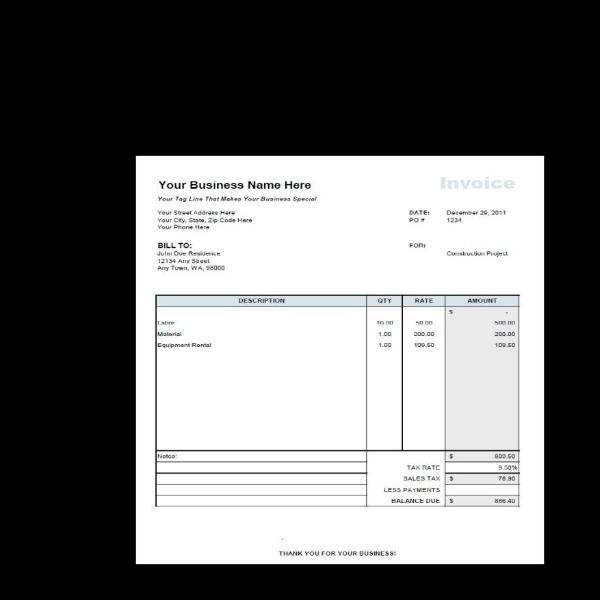 Your Business Name Here
Invoice
Your Tag Line That Makes Your Business Special
Your Street Address Here DATE: December 29, 2011
Your City, State, Zip Code Here PO # 1234
Your Phone Here
BILL TO: FOR:
John Doe Residence Construction Project
12134 Any Street
Any Town, WA, 98000
DESCRIPTION QTY RATE AMOUNT
$ -
Labor 10.00 50.00 500.00
Material 1.00 200.00 200.00
Equipment Rental 1.00 109.50 109.50
Notes: $ 809.50
TAX RATE 9.50%
SALES TAX $ 76.90
LESS PAYMENTS
BALANCE DUE $ 886.40
THANK YOU FOR YOUR BUSINESS!